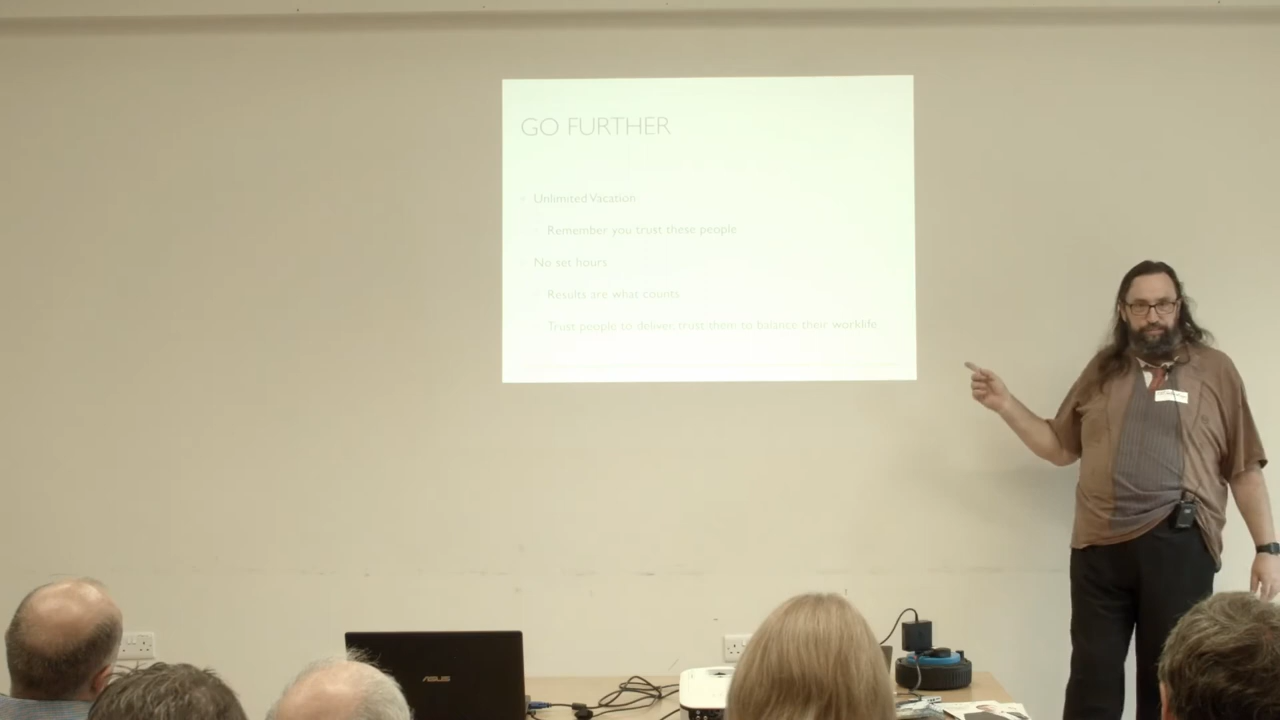 GO FURTHER
Unlimited Vacation
Remember you trust these people
No set hours
Results are what counts
Trust people to deliver, trust them to balance their worklife
ASUS